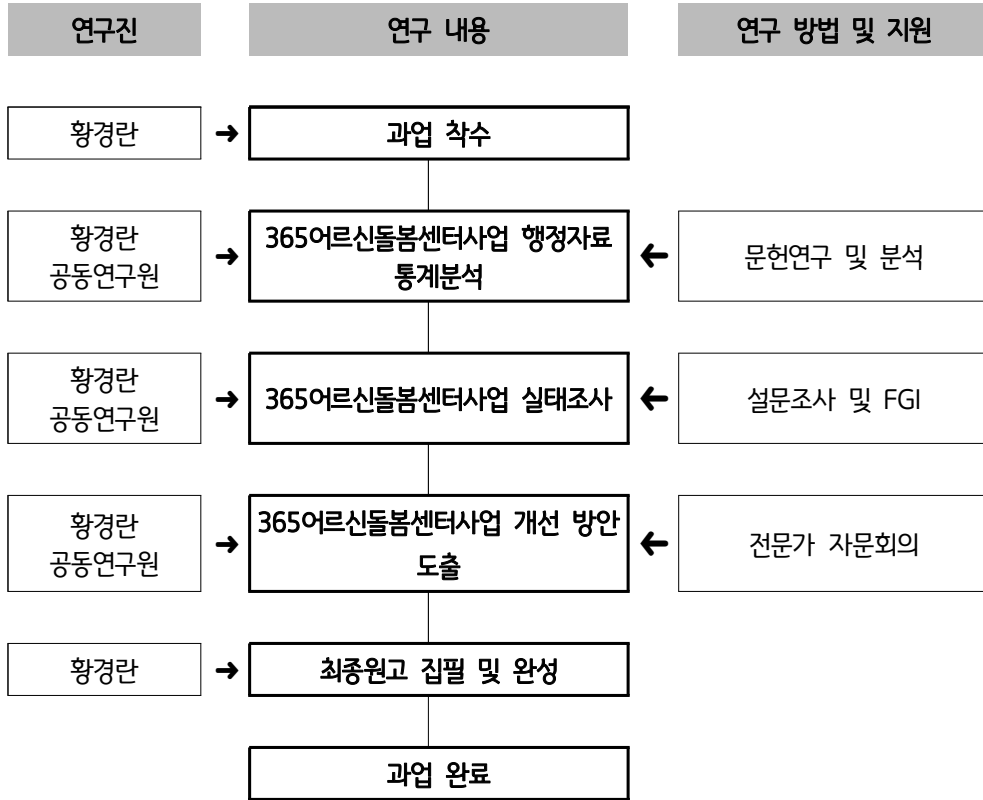 연구진
연구 내용
연구 방법 및 지원
황경란
➜
과업 착수
황경란
공동연구원
➜
365어르신돌봄센터사업 행정자료
통계분석
←
문헌연구 및 분석
황경란
공동연구원
➜
365어르신돌봄센터사업 실태조사
←
설문조사 및 FGI
황경란
공동연구원
➜
365어르신돌봄센터사업 개선 방안
도출
←
전문가 자문회의
황경란
➜
최종원고 집필 및 완성
과업 완료